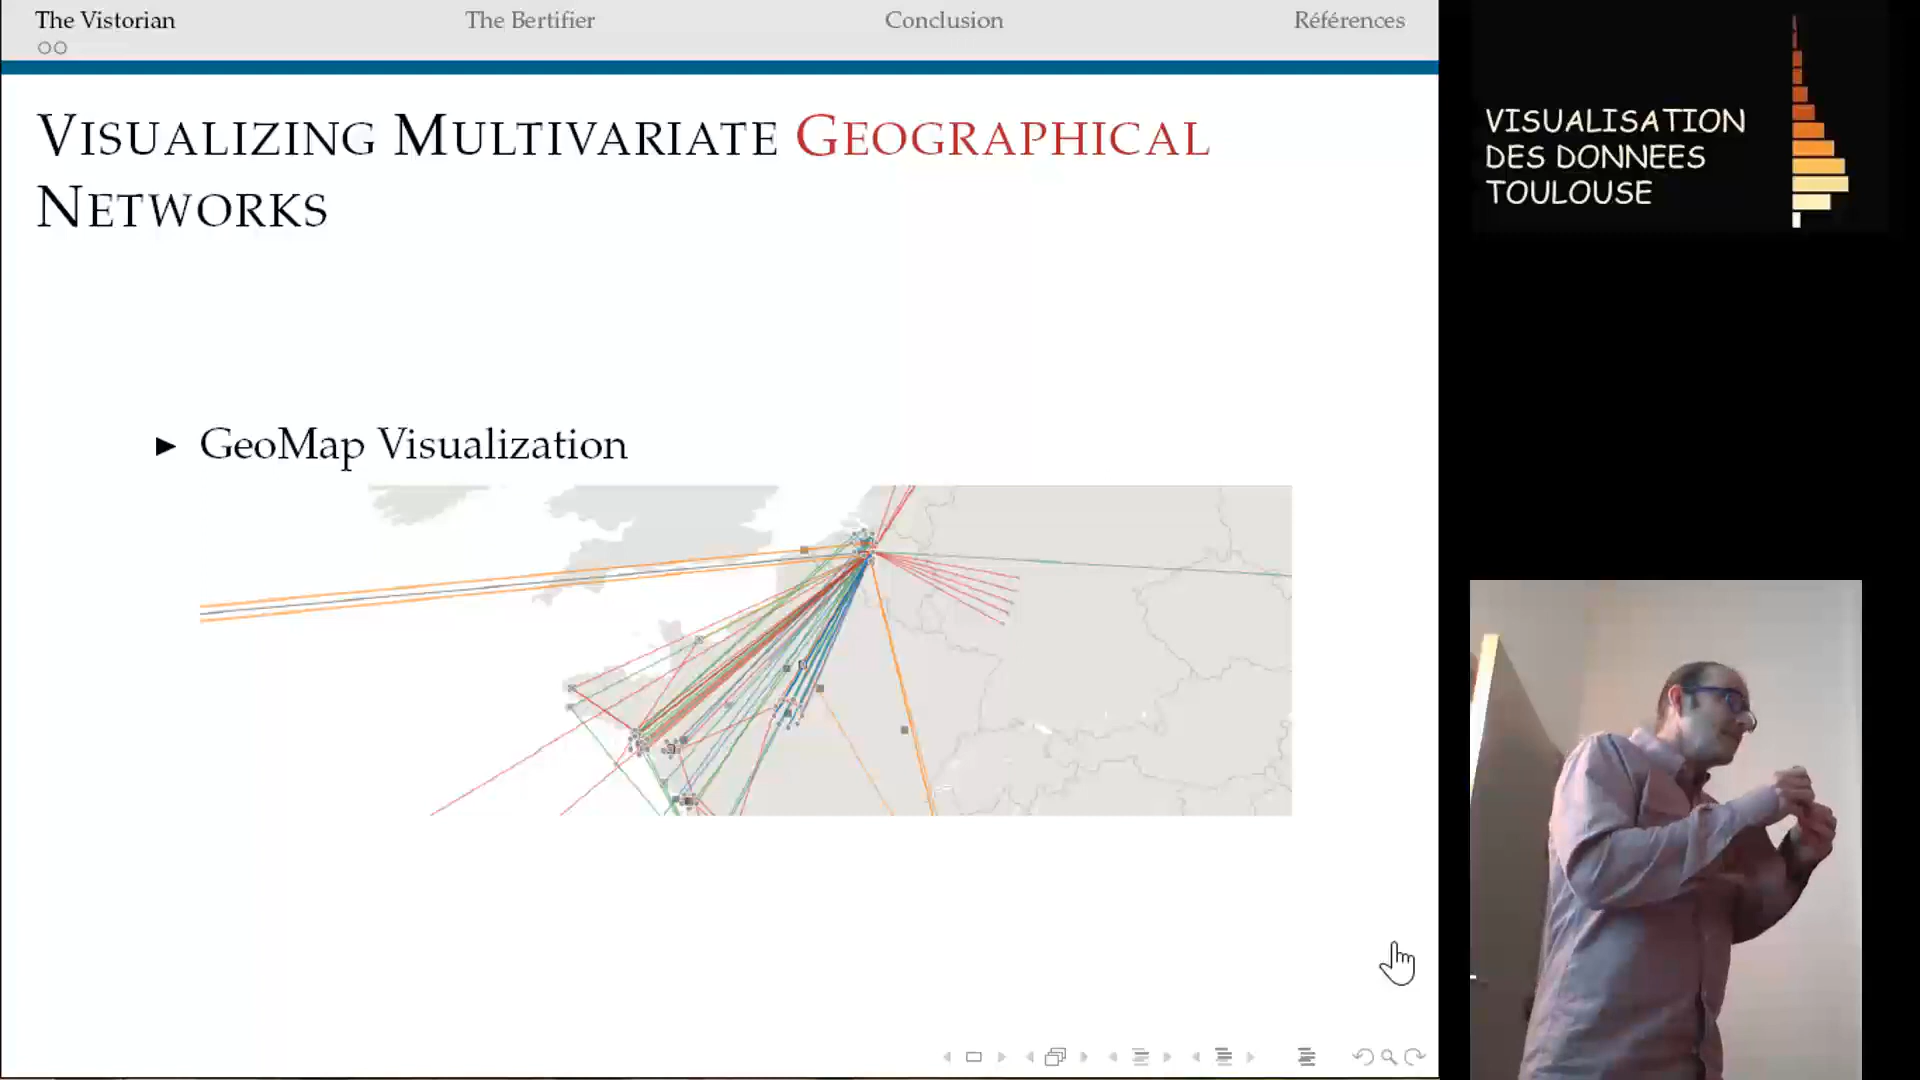 The Vistorian
The Bertifier
Conclusion
Références
VISUALIZING MULTIVARIATE GEOGRAPHICAL
NETWORKS
► GeoMap Visualization
VISUALISATION
DES DONNEES
TOULOUSE